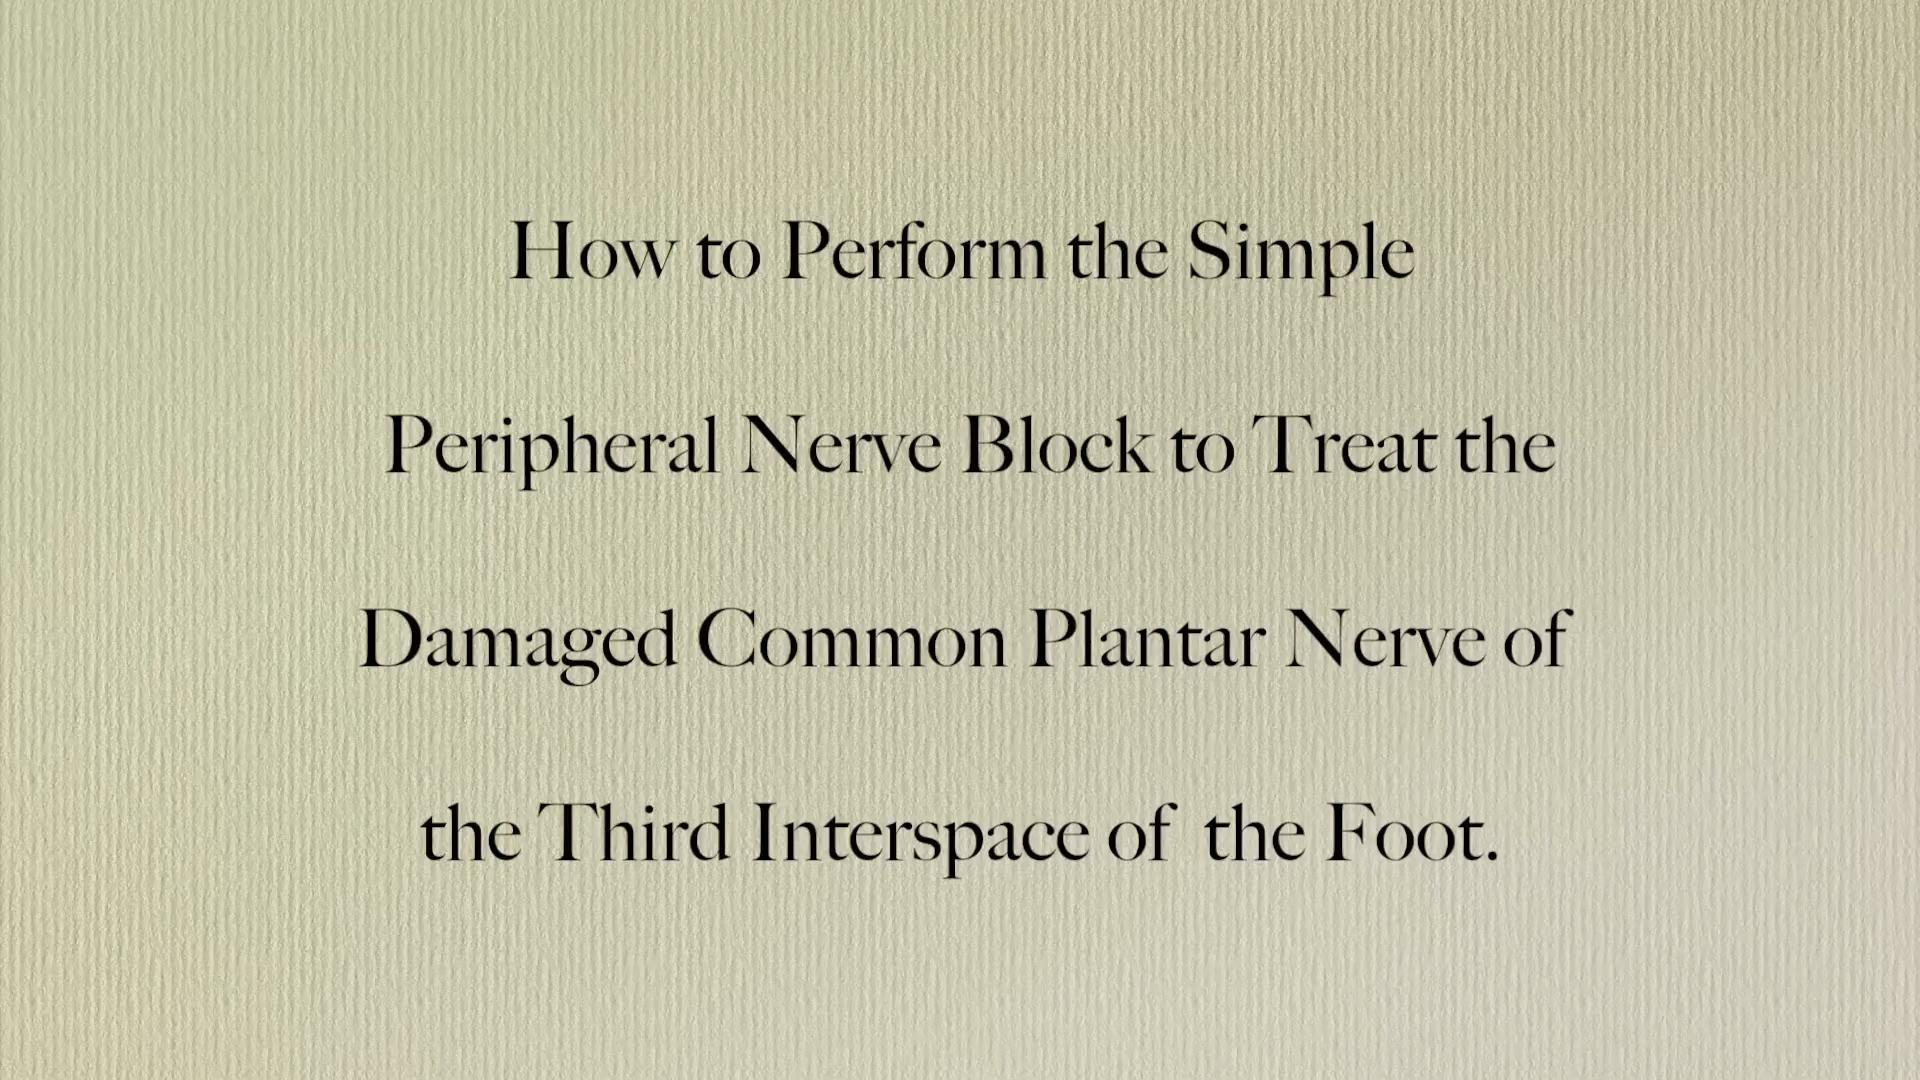 How to Perform the Simple
Peripheral Nerve Block to Treat the
Damaged Common Plantar Nerve of
the Third Interspace of the Foot.